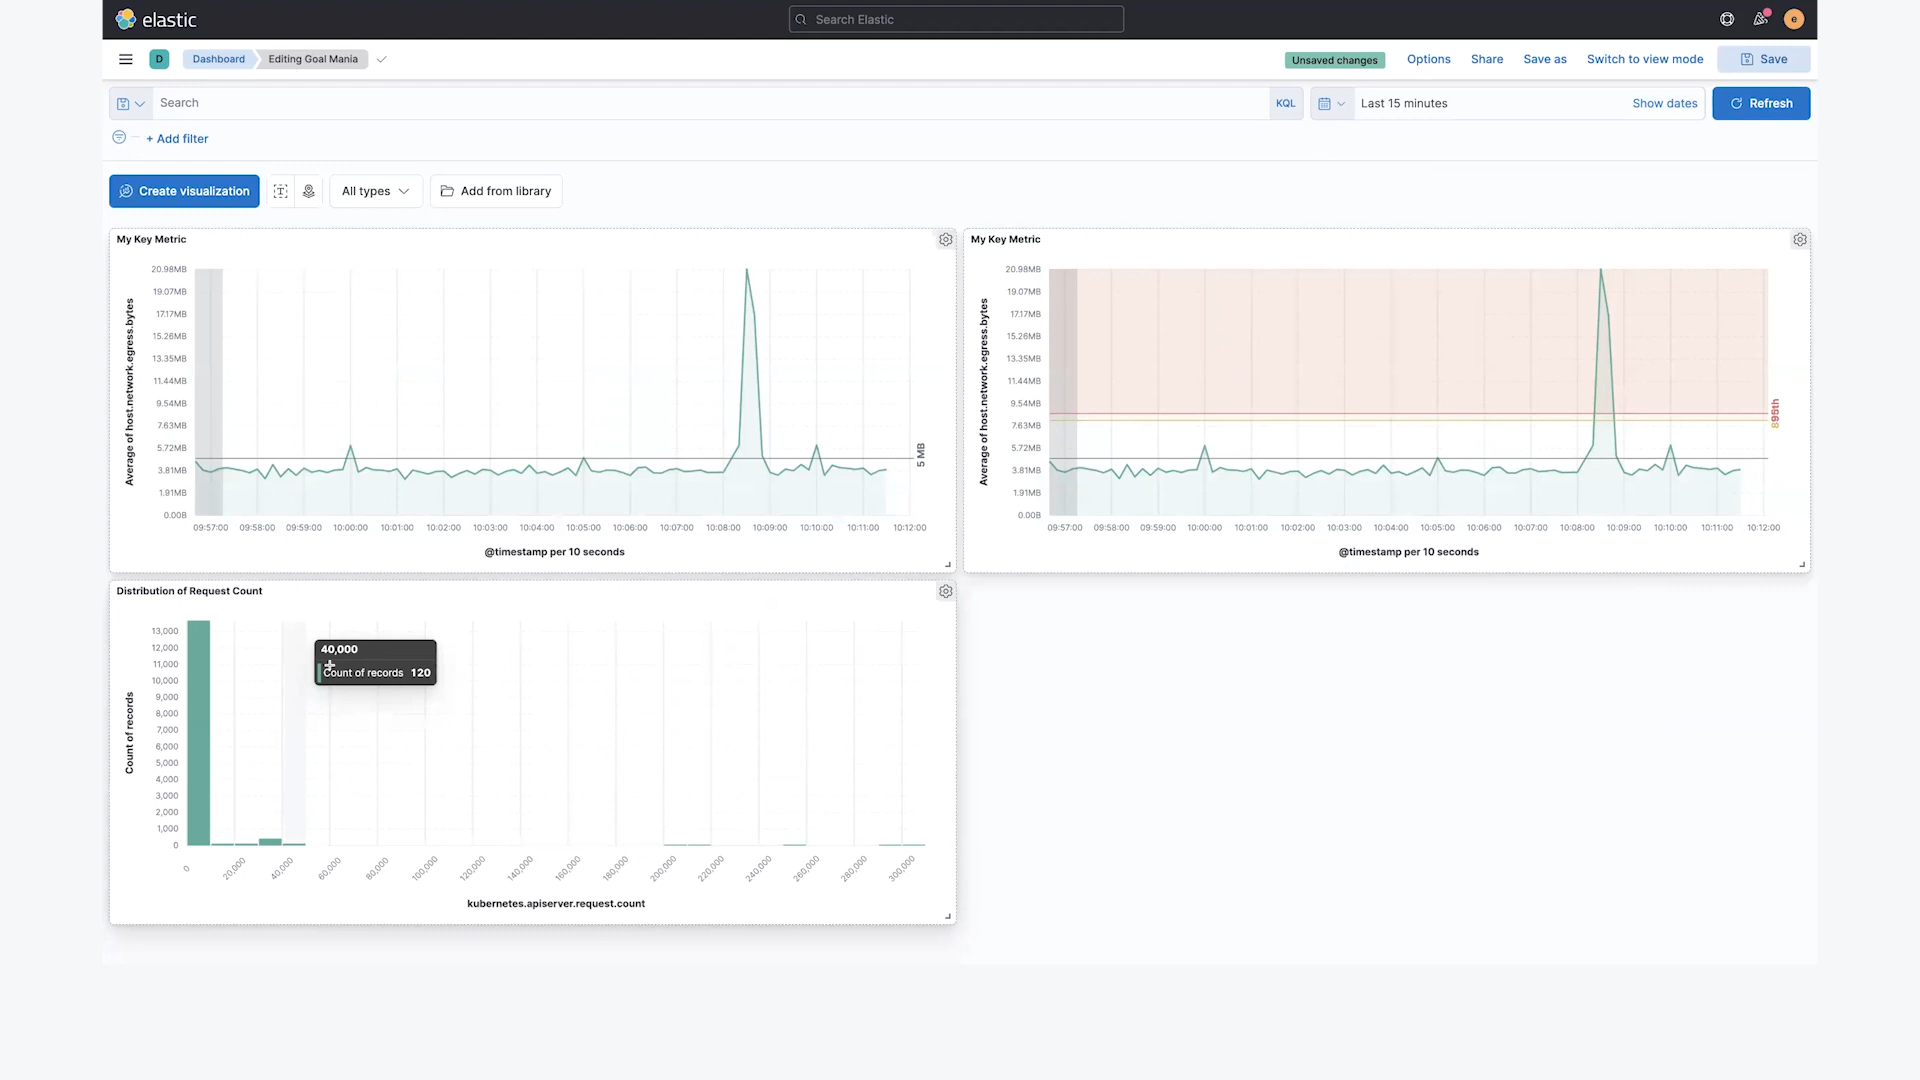 elastic
Search Elastic
e
D
Dashboard
Editing Goal Mania
Unsaved changes
Options
Share
Save as
Switch to view mode
Save
Search
KQL
Last 15 minutes
Show dates
Refresh
+ Add filter
Create visualization
All types
Add from library
My Key Metric
Average of host.network.egress.bytes
20.98MB
19.07MB
17.17MB
15.26MB
13.35MB
11.44MB
9.54MB
7.63MB
5.72MB
3.81MB
1.91MB
0.00B
5 MB
09:57:00 09:58:00 09:59:00 10:00:00 10:01:00 10:02:00 10:03:00 10:04:00 10:05:00 10:06:00 10:07:00 10:08:00 10:09:00 10:10:00 10:11:00 10:12:00
@timestamp per 10 seconds
My Key Metric
Average of host.network.egress.bytes
20.98MB
19.07MB
17.17MB
15.26MB
13.35MB
11.44MB
9.54MB
7.63MB
5.72MB
3.81MB
1.91MB
0.00B
09:57:00 09:58:00 09:59:00 10:00:00 10:01:00 10:02:00 10:03:00 10:04:00 10:05:00 10:06:00 10:07:00 10:08:00 10:09:00 10:10:00 10:11:00 10:12:00
@timestamp per 10 seconds
Distribution of Request Count
Count of records
13,000
12,000
11,000
10,000
9,000
8,000
7,000
6,000
5,000
4,000
3,000
2,000
1,000
0
40,000
Count of records 120
0 20,000 40,000 60,000 80,000 100,000 120,000 140,000 160,000 180,000 200,000 220,000 240,000 260,000 280,000 300,000
kubernetes.apiserver.request.count